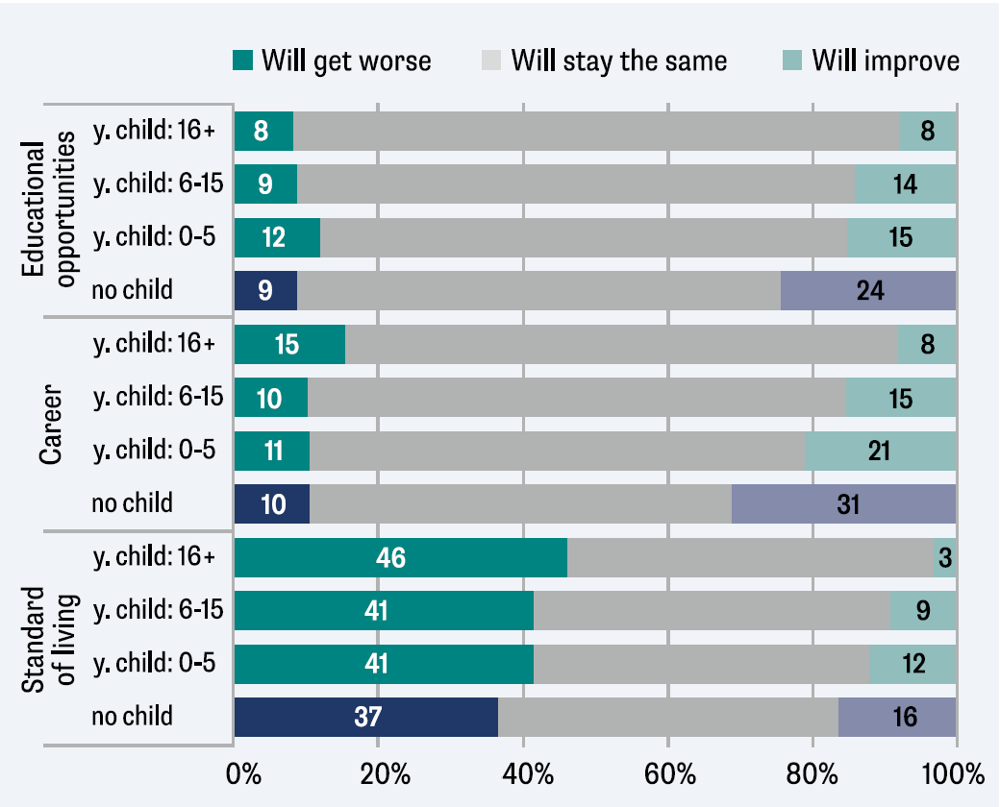 Will get worse Will stay the same Will improve
Educational
opportunities
y. child: 16+ 8 8
y. child: 6-15 9 14
y. child: 0-5 12 15
no child 9 24
Career
y. child: 16+ 15 8
y. child: 6-15 10 15
y. child: 0-5 11 21
no child 10 31
Standard
of living
y. child: 16+ 46 3
y. child: 6-15 41 9
y. child: 0-5 41 12
no child 37 16
0% 20% 40% 60% 80% 100%